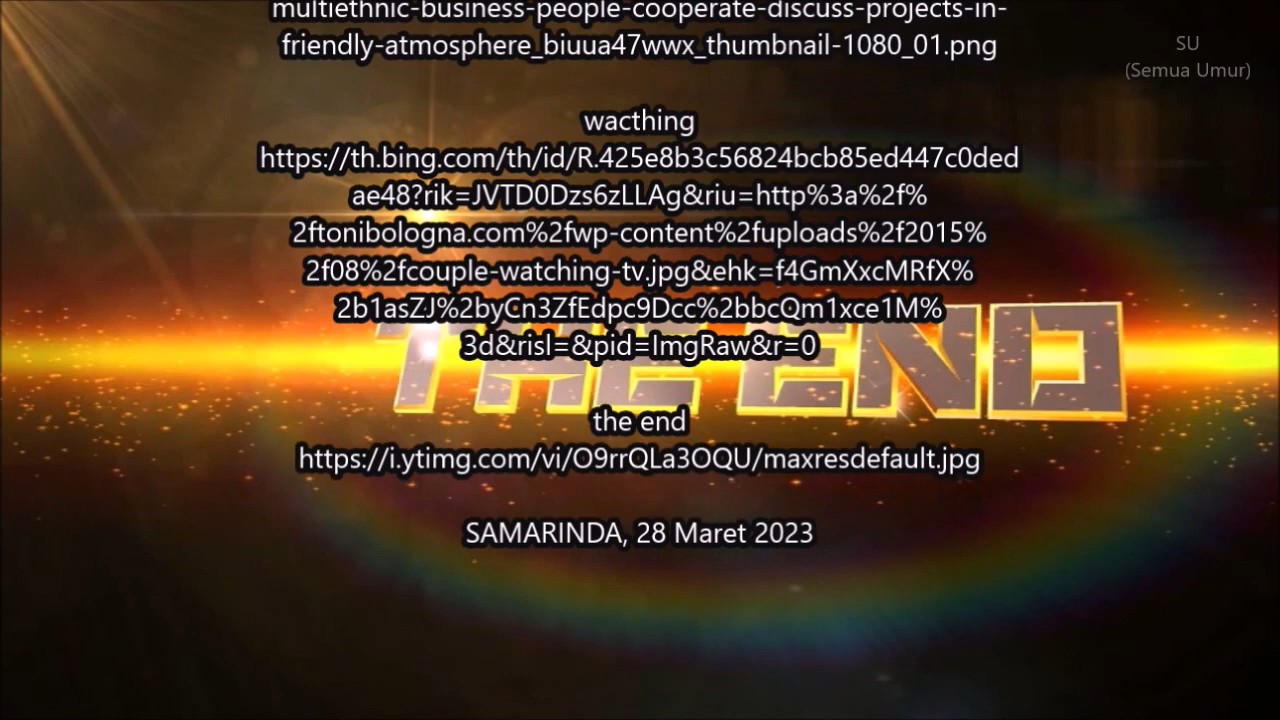 multiethnic-business-people-cooperate-discuss-projects-in-
friendly-atmosphere_biuua47wwx_thumbnail-1080_01.png
SU
(Semua Umur)
wacthing
https://th.bing.com/th/id/R.425e8b3c56824bcb85ed447c0ded
ae48?rik=JVTD0Dzs6zLLAg&riu=http%3a%2f%
2ftonibologna.com%2fwp-content%2fuploads%2f2015%
2f08%2fcouple-watching-tv.jpg&ehk=f4GmXxcMRfX%
2b1asZJ%2byCn3ZfEdpc9Dcc%2bbcQm1xce1M%
3d&risl=&pid=ImgRaw&r=0
THE END
the end
https://i.ytimg.com/vi/O9rrQLa3OQU/maxresdefault.jpg
SAMARINDA, 28 Maret 2023